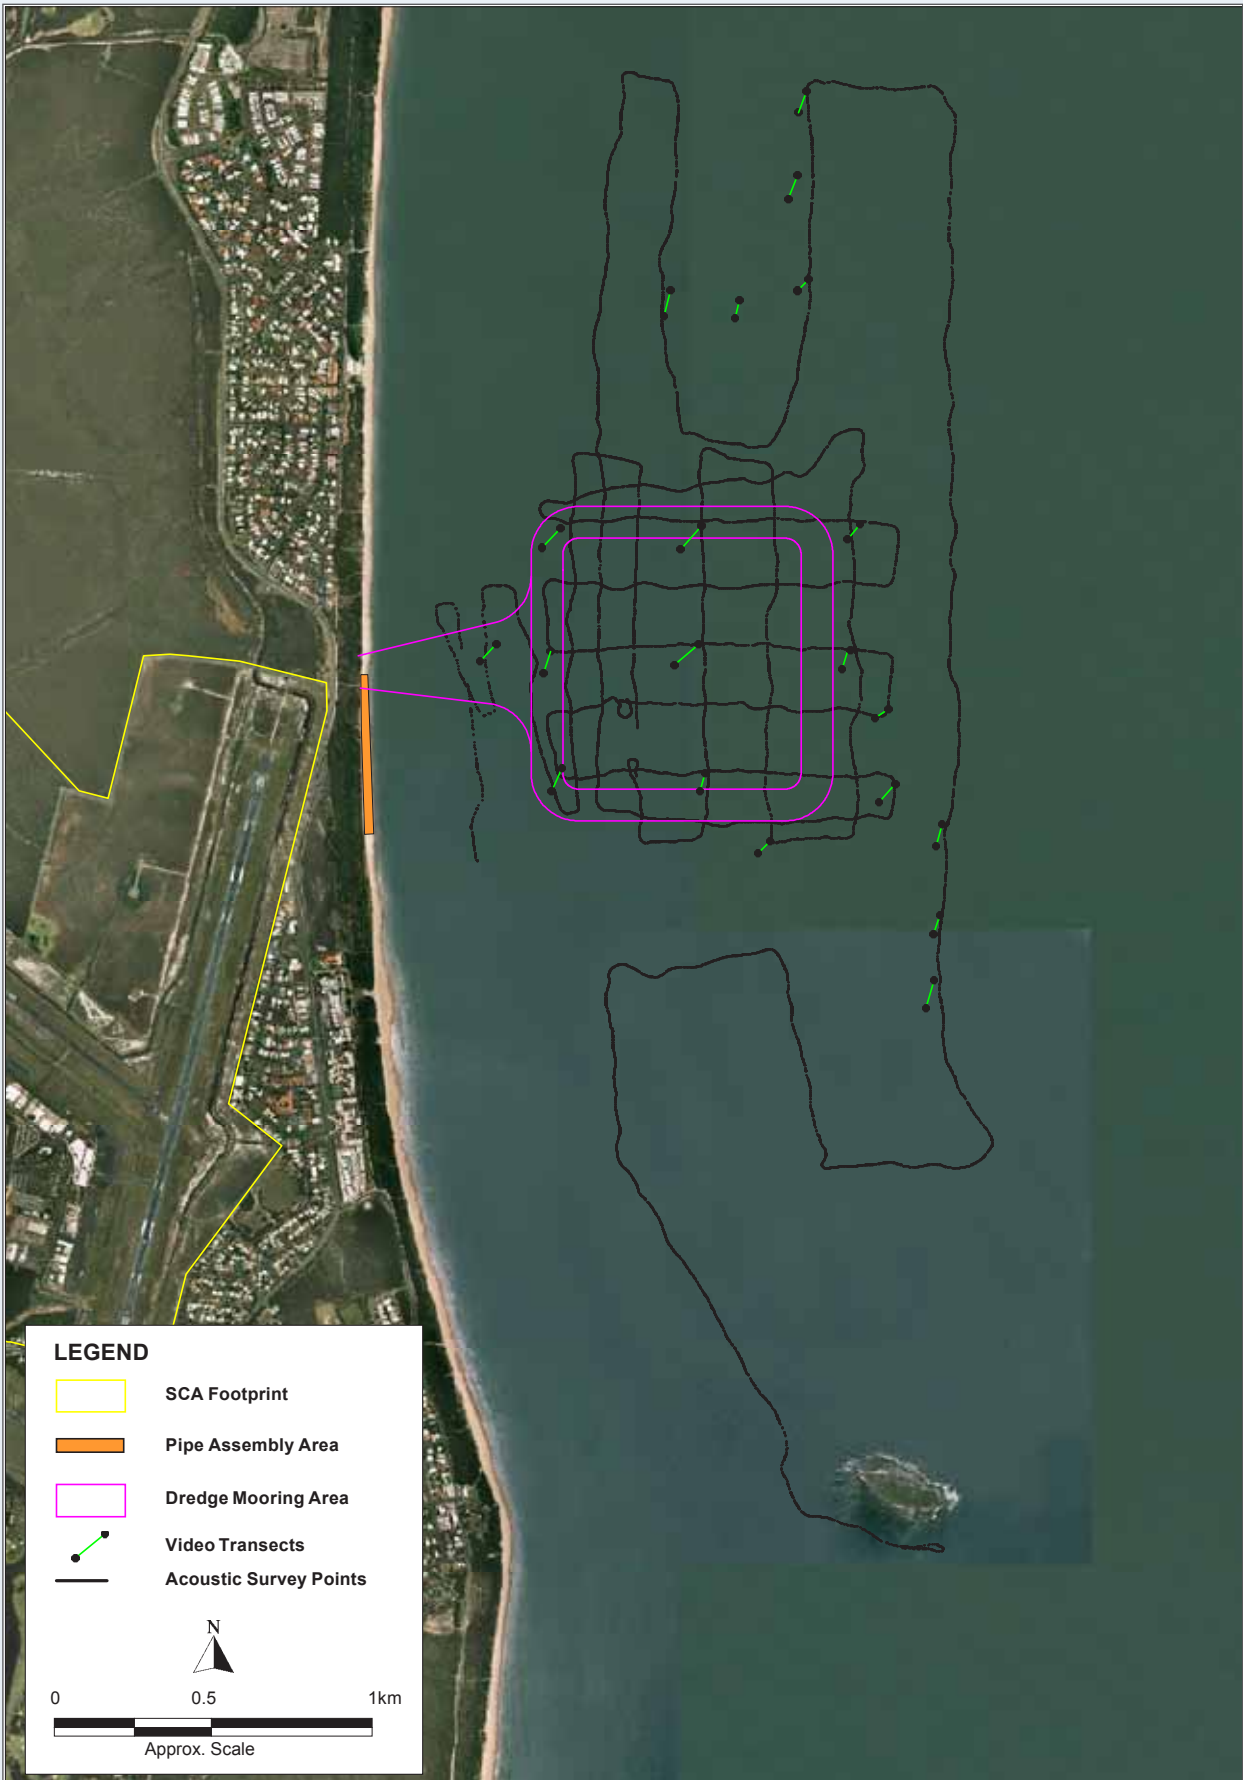 LEGEND
SCA Footprint
Pipe Assembly Area
Dredge Mooring Area
Video Transects
Acoustic Survey Points
N
0 0.5 1km
Approx. Scale